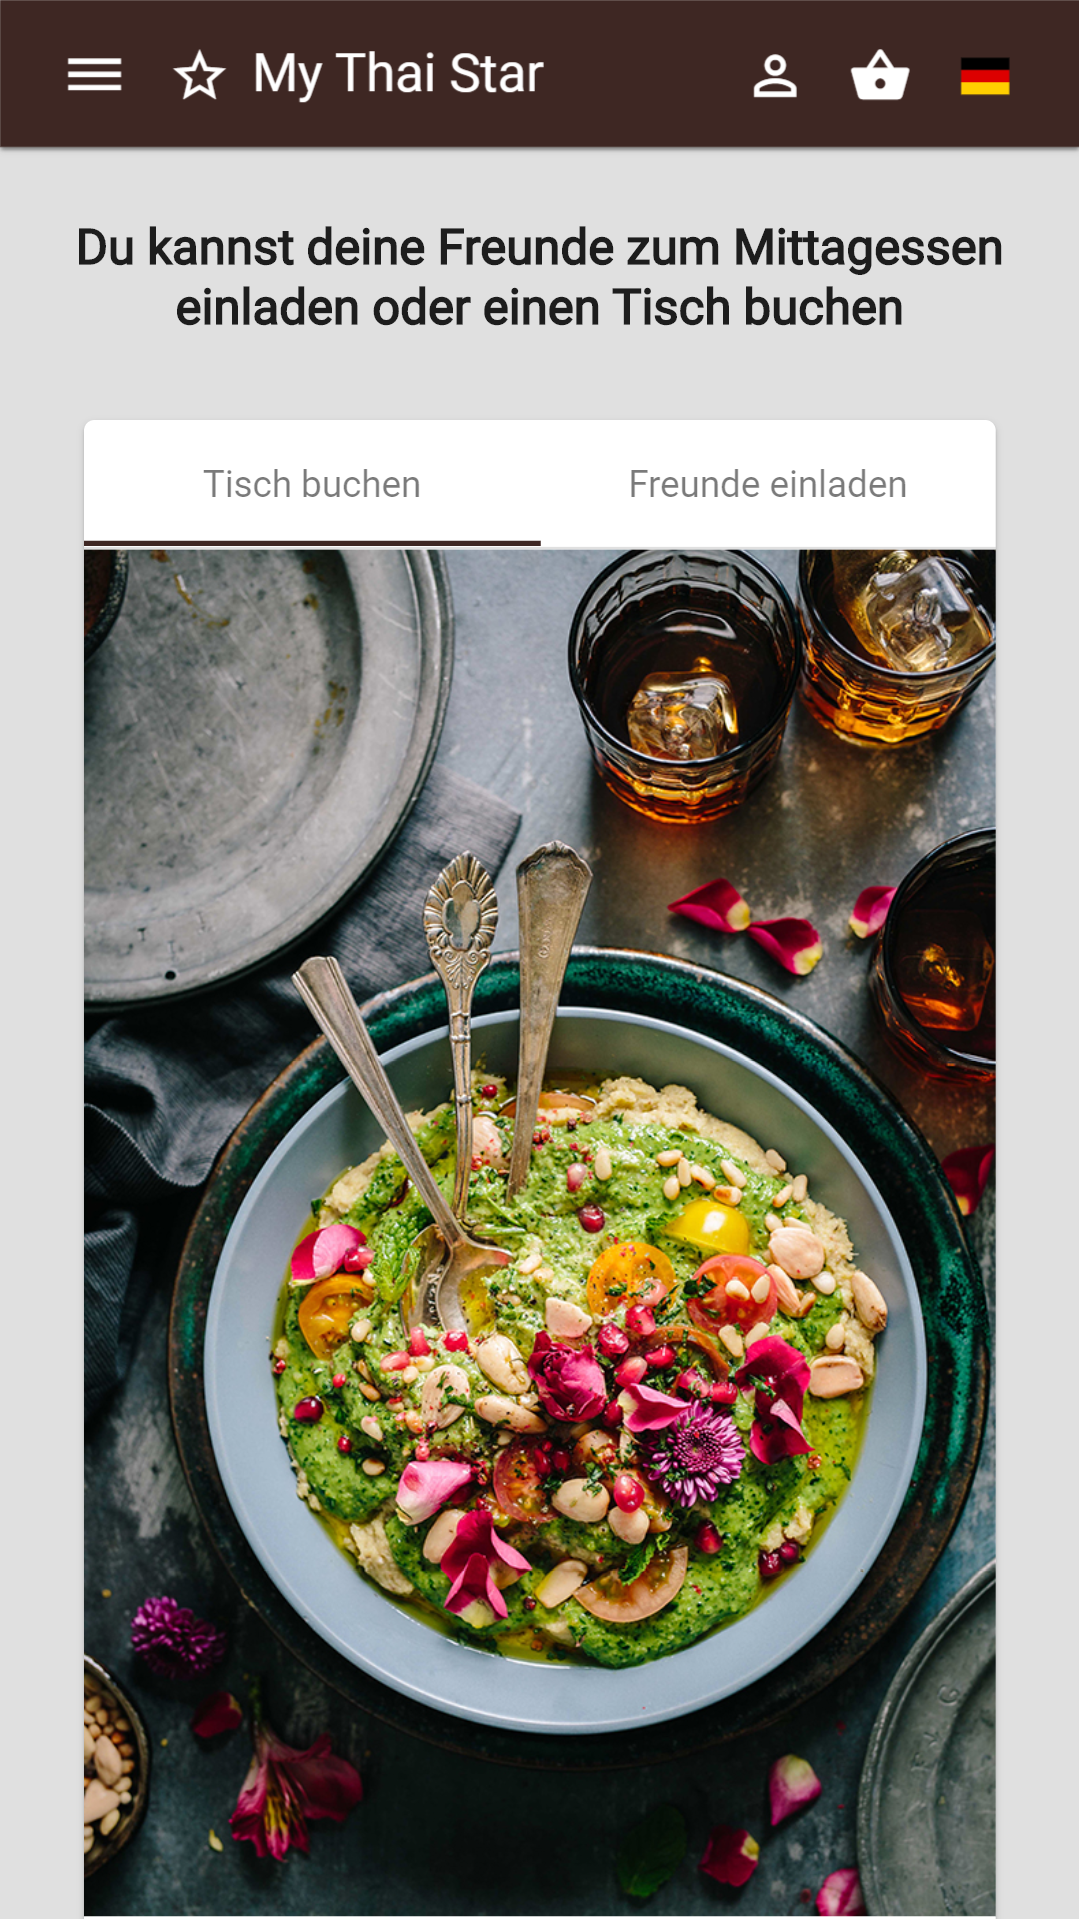 My Thai Star
Du kannst deine Freunde zum Mittagessen
einladen oder einen Tisch buchen
Tisch buchen
Freunde einladen